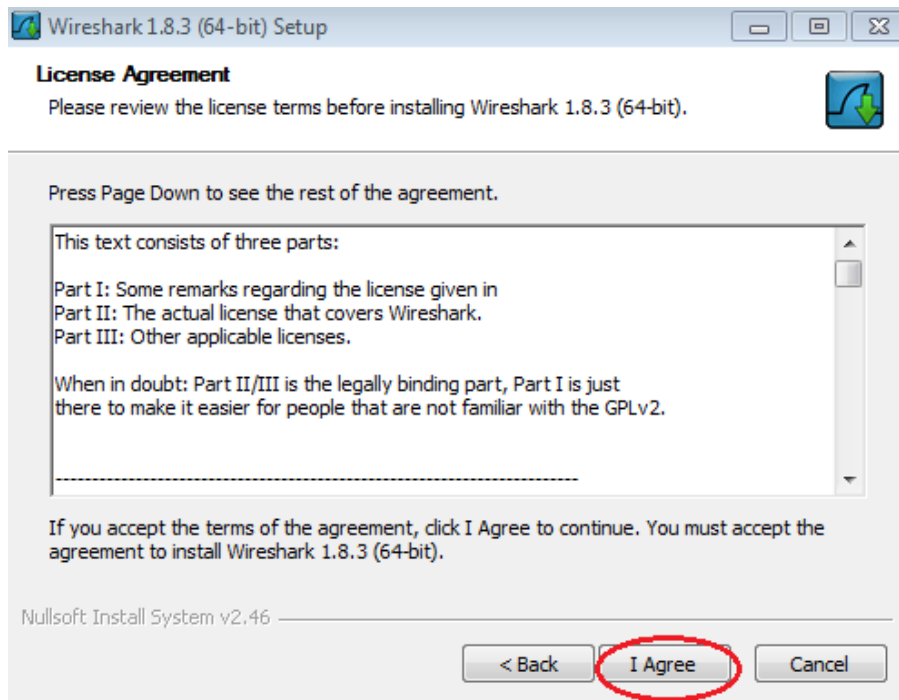 Wireshark 1.8.3 (64-bit) Setup
License Agreement
Please review the license terms before installing Wireshark 1.8.3 (64-bit).
Press Page Down to see the rest of the agreement.
This text consists of three parts:
Part I: Some remarks regarding the license given in
Part II: The actual license that covers Wireshark.
Part III: Other applicable licenses.
When in doubt: Part II/III is the legally binding part, Part I is just
there to make it easier for people that are not familiar with the GPLv2.
------------------------------------------------------------------------
If you accept the terms of the agreement, click I Agree to continue. You must accept the
agreement to install Wireshark 1.8.3 (64-bit).
Nullsoft Install System v2.46
< Back I Agree Cancel